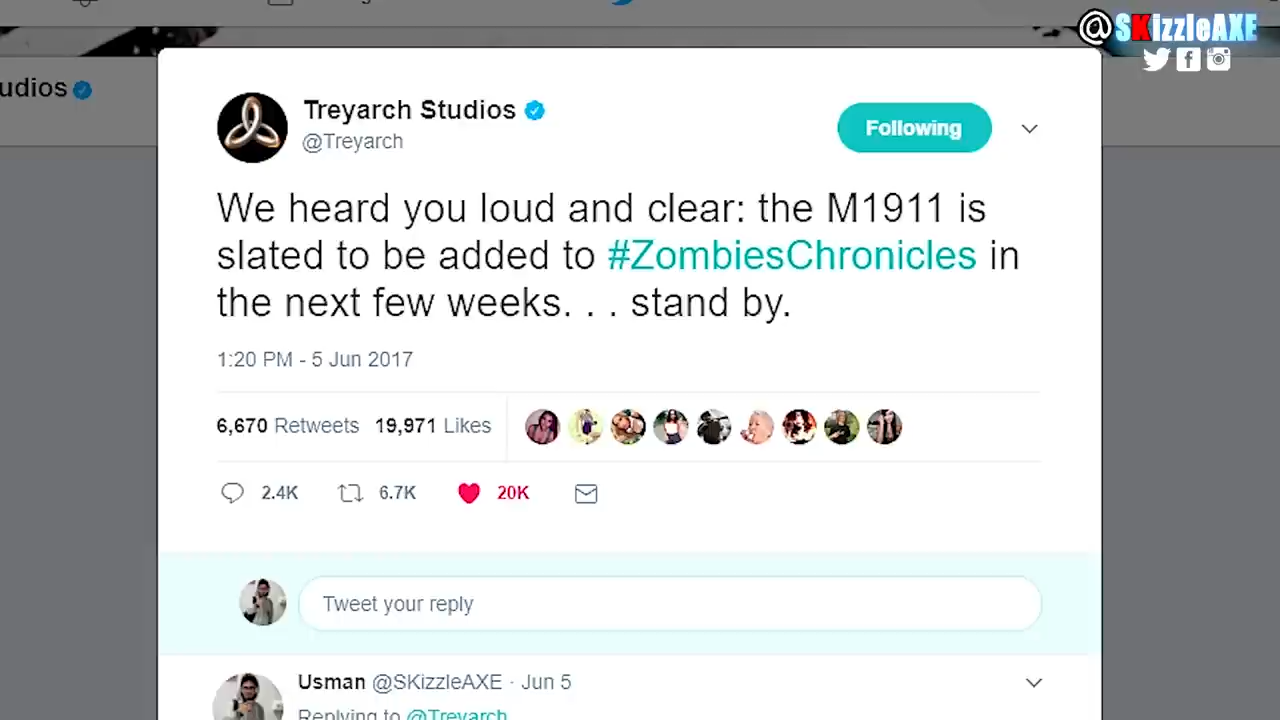 @SKizzleAXE
udios
Treyarch Studios
@Treyarch
Following
We heard you loud and clear: the M1911 is
slated to be added to #ZombiesChronicles in
the next few weeks. . . stand by.
1:20 PM - 5 Jun 2017
6,670 Retweets 19,971 Likes
2.4K 6.7K 20K
Tweet your reply
Usman @SKizzleAXE · Jun 5
Replying to @Treyarch